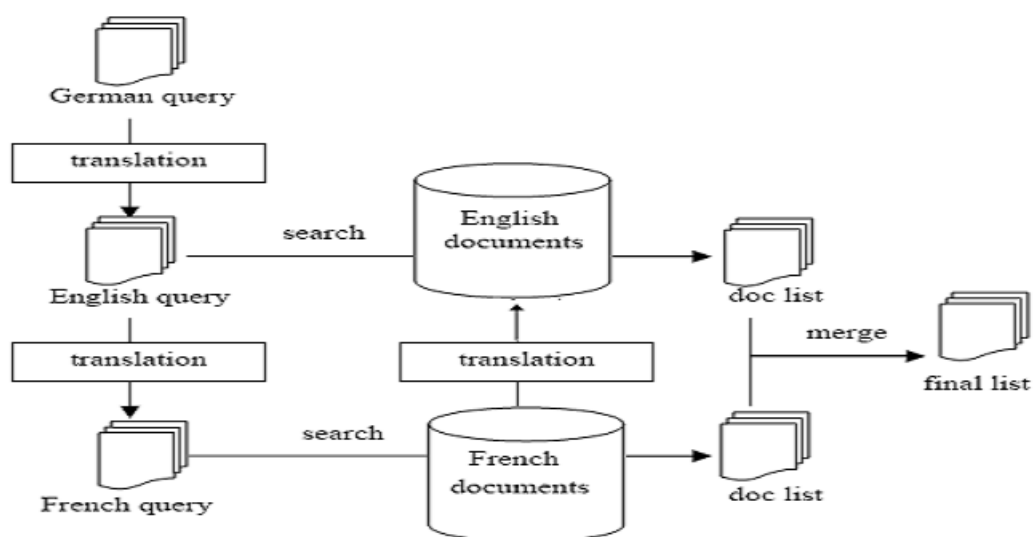 German query
translation
English query
search
English
documents
doc list
translation
translation
merge
final list
French query
search
French
documents
doc list